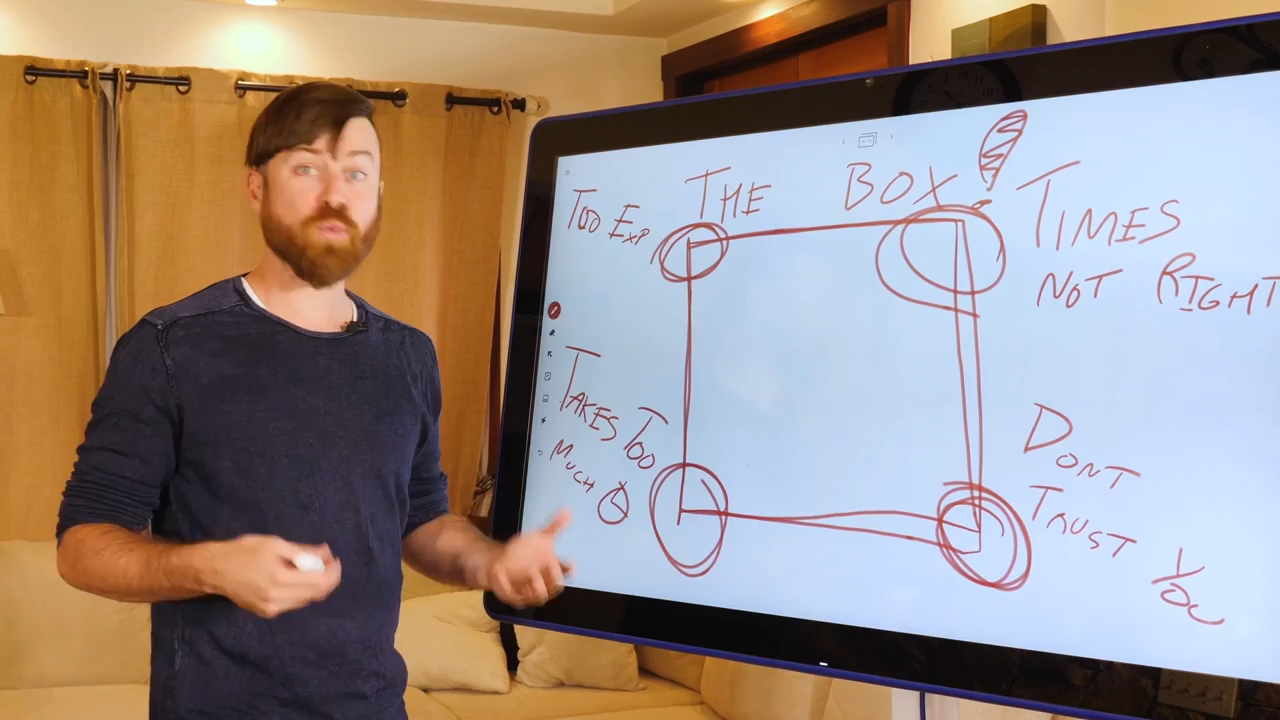 THE BOX
TOO EXP
TIMES
NOT RIGHT
TAKES TOO
MUCH
DONT
TRUST